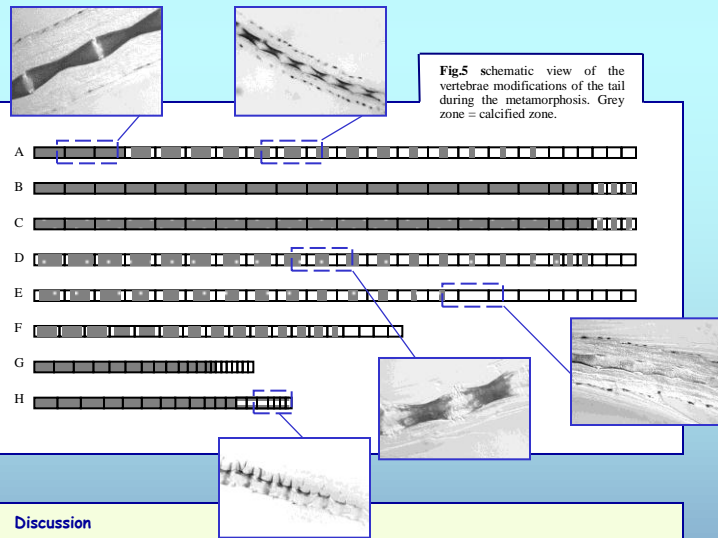 Fig.5 schematic view of the
vertebrae modifications of the tail
during the metamorphosis. Grey
zone = calcified zone.
A
B
C
D
E
F
G
H
Discussion